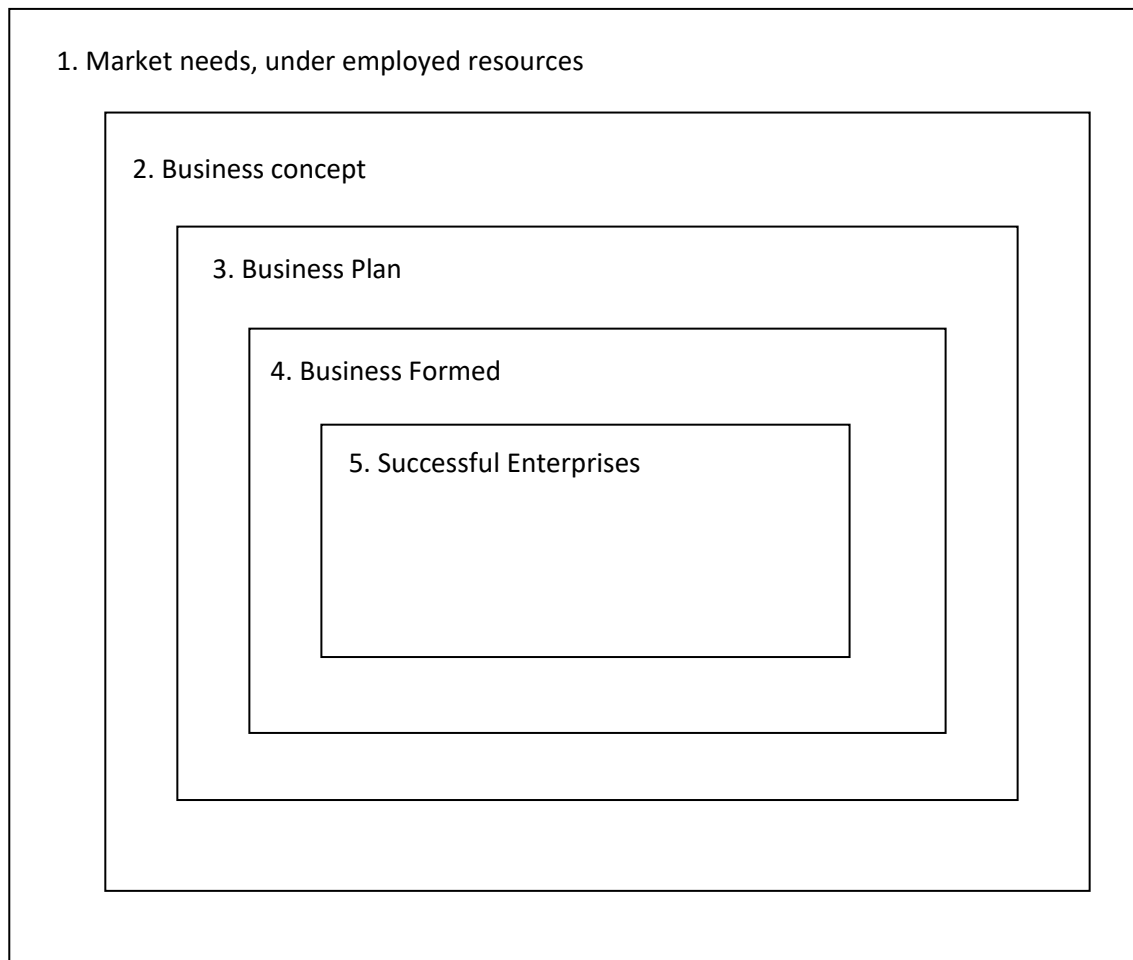 1. Market needs, under employed resources
2. Business concept
3. Business Plan
4. Business Formed
5. Successful Enterprises